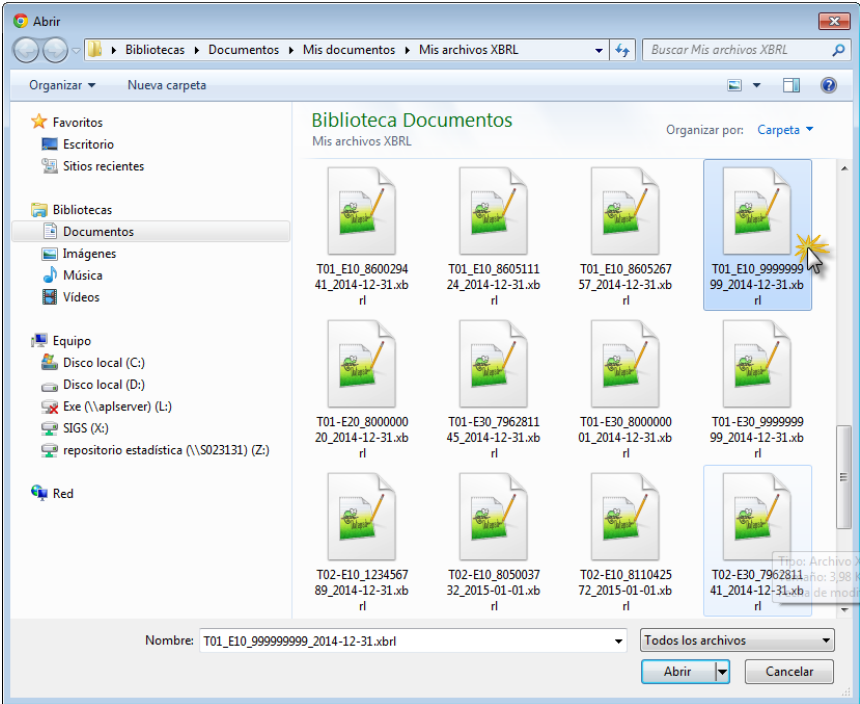 Abrir
Bibliotecas Documentos Mis documentos Mis archivos XBRL Buscar Mis archivos XBRL
Organizar Nueva carpeta
Favoritos
Escritorio
Sitios recientes
Bibliotecas
Documentos
Imágenes
Música
Vídeos
Equipo
Disco local (C:)
Disco local (D:)
Exe (\\aplserver) (L:)
SIGS (X:)
repositorio estadística (\\S023131) (Z:)
Red
Biblioteca Documentos
Mis archivos XBRL
Organizar por: Carpeta
T01_E10_8600294 T01_E10_8605111 T01_E10_8605267 T01_E10_9999999
41_2014-12-31.xb 24_2014-12-31.xb 57_2014-12-31.xb 99_2014-12-31.xb
rl rl rl rl
T01-E20_8000000 T01-E30_7962811 T01-E30_8000000 T01-E30_9999999
20_2014-12-31.xb 45_2014-12-31.xb 01_2014-12-31.xb 99_2014-12-31.xb
rl rl rl rl
T02-E10_1234567 T02-E10_8050037 T02-E10_8110425 T02-E30_7962811
89_2014-12-31.xb 32_2015-01-01.xb 72_2015-01-01.xb 41_2014-12-31.xb
rl rl rl rl
Tipo: Archivo X
3,98 K
de modi
Nombre: T01_E10_999999999_2014-12-31.xbrl Todos los archivos
Abrir Cancelar